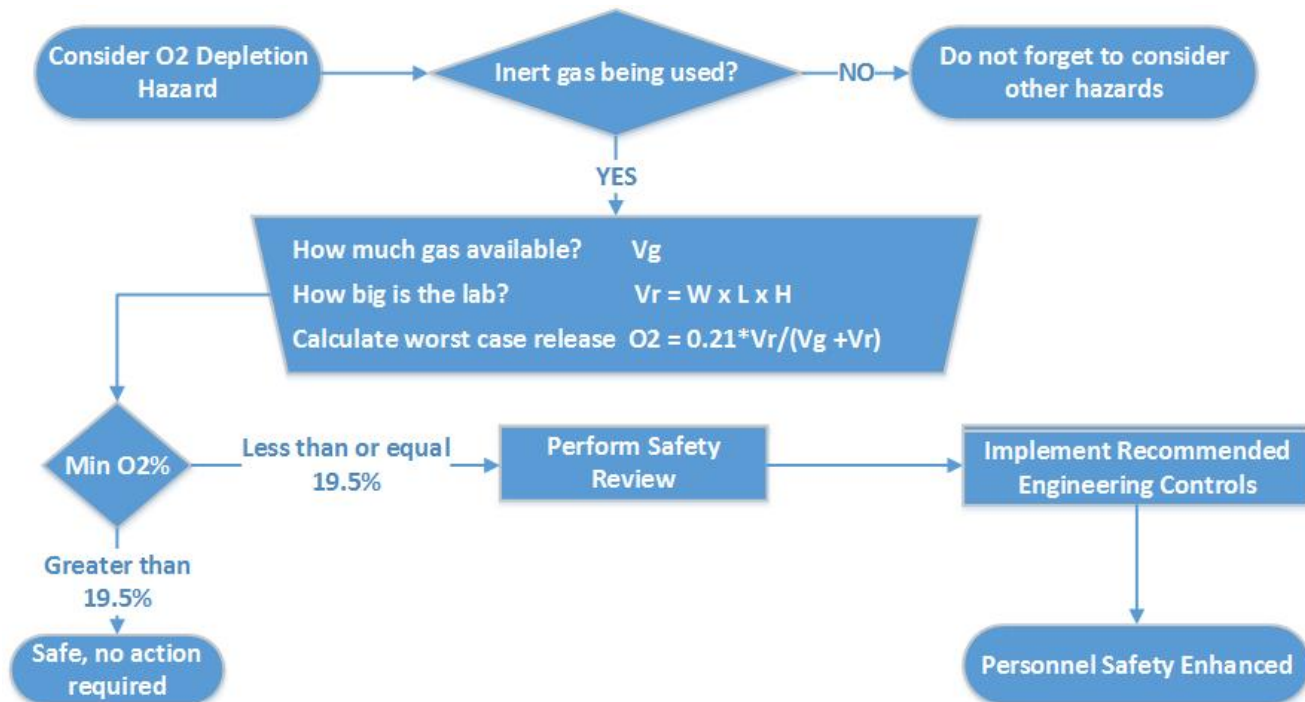 Consider O2 Depletion
Hazard
Inert gas being used?
NO
Do not forget to consider
other hazards
YES
How much gas available? Vg
How big is the lab? Vr = W x L x H
Calculate worst case release O2 = 0.21*Vr/(Vg +Vr)
Min O2%
Less than or equal
19.5%
Perform Safety
Review
Implement Recommended
Engineering Controls
Greater than
19.5%
Safe, no action
required
Personnel Safety Enhanced